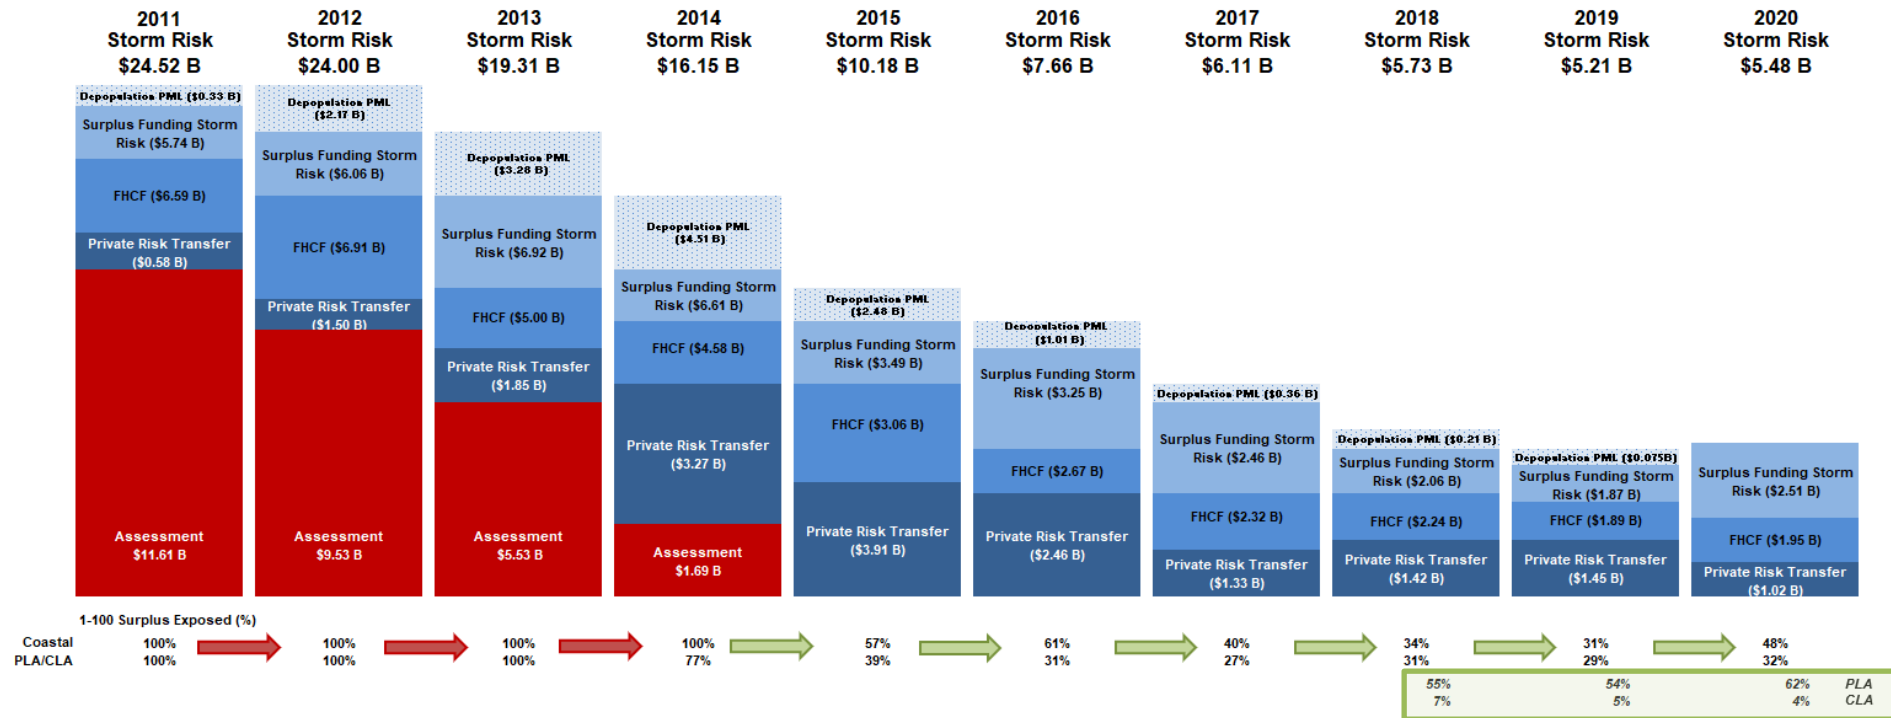 2011
Storm Risk
$24.52 B
2012
Storm Risk
$24.00 B
2013
Storm Risk
$19.31 B
2014
Storm Risk
$16.15 B
2015
Storm Risk
$10.18 B
2016
Storm Risk
$7.66 B
2017
Storm Risk
$6.11 B
2018
Storm Risk
$5.73 B
2019
Storm Risk
$5.21 B
2020
Storm Risk
$5.48 B
Depopulation PML ($0.33 B)
Surplus Funding Storm
Risk ($5.74 B)
FHCF ($6.59 B)
Private Risk Transfer
($0.58 B)
Assessment
$11.61 B
Depopulation PML
($2.17 B)
Surplus Funding Storm
Risk ($6.06 B)
FHCF ($6.91 B)
Private Risk Transfer
($1.50 B)
Assessment
$9.53 B
Depopulation PML
($3.28 B)
Surplus Funding Storm
Risk ($6.92 B)
FHCF ($5.00 B)
Private Risk Transfer
($1.85 B)
Assessment
$5.53 B
Depopulation PML
($4.51 B)
Surplus Funding Storm
Risk ($6.61 B)
FHCF ($4.58 B)
Private Risk Transfer
($3.27 B)
Assessment
$1.69 B
Depopulation PML
($2.48 B)
Surplus Funding Storm
Risk ($3.49 B)
FHCF ($3.06 B)
Private Risk Transfer
($3.91 B)
Depopulation PML
($1.01 B)
Surplus Funding Storm
Risk ($3.25 B)
FHCF ($2.67 B)
Private Risk Transfer
($2.46 B)
Depopulation PML ($0.36 B)
Surplus Funding Storm
Risk ($2.46 B)
FHCF ($2.32 B)
Private Risk Transfer
($1.33 B)
Depopulation PML ($0.21 B)
Surplus Funding Storm
Risk ($2.06 B)
FHCF ($2.24 B)
Private Risk Transfer
($1.42 B)
Depopulation PML ($0.075B)
Surplus Funding Storm
Risk ($1.87 B)
FHCF ($1.89 B)
Private Risk Transfer
($1.45 B)
Surplus Funding Storm
Risk ($2.51 B)
FHCF ($1.95 B)
Private Risk Transfer
($1.02 B)
1-100 Surplus Exposed (%)
Coastal 100% 100% 100% 100% 57% 61% 40% 34% 31% 48%
PLA/CLA 100% 100% 100% 77% 39% 31% 27% 31% 29% 32%
55% 54% 62% PLA
7% 5% 4% CLA